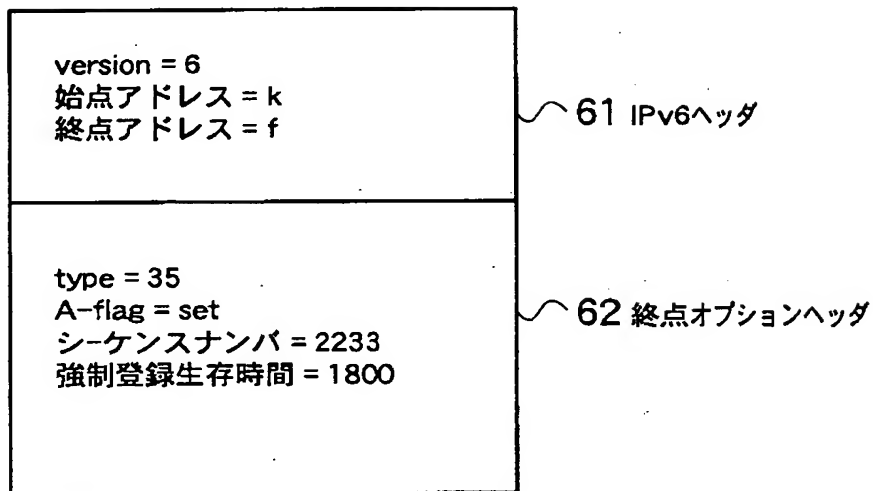 version = 6
始点アドレス = k
終点アドレス = f
61 IPv6ヘッダ
type = 35
A-flag = set
シーケンスナンバ = 2233
強制登録生存時間 = 1800
62 終点オプションヘッダ